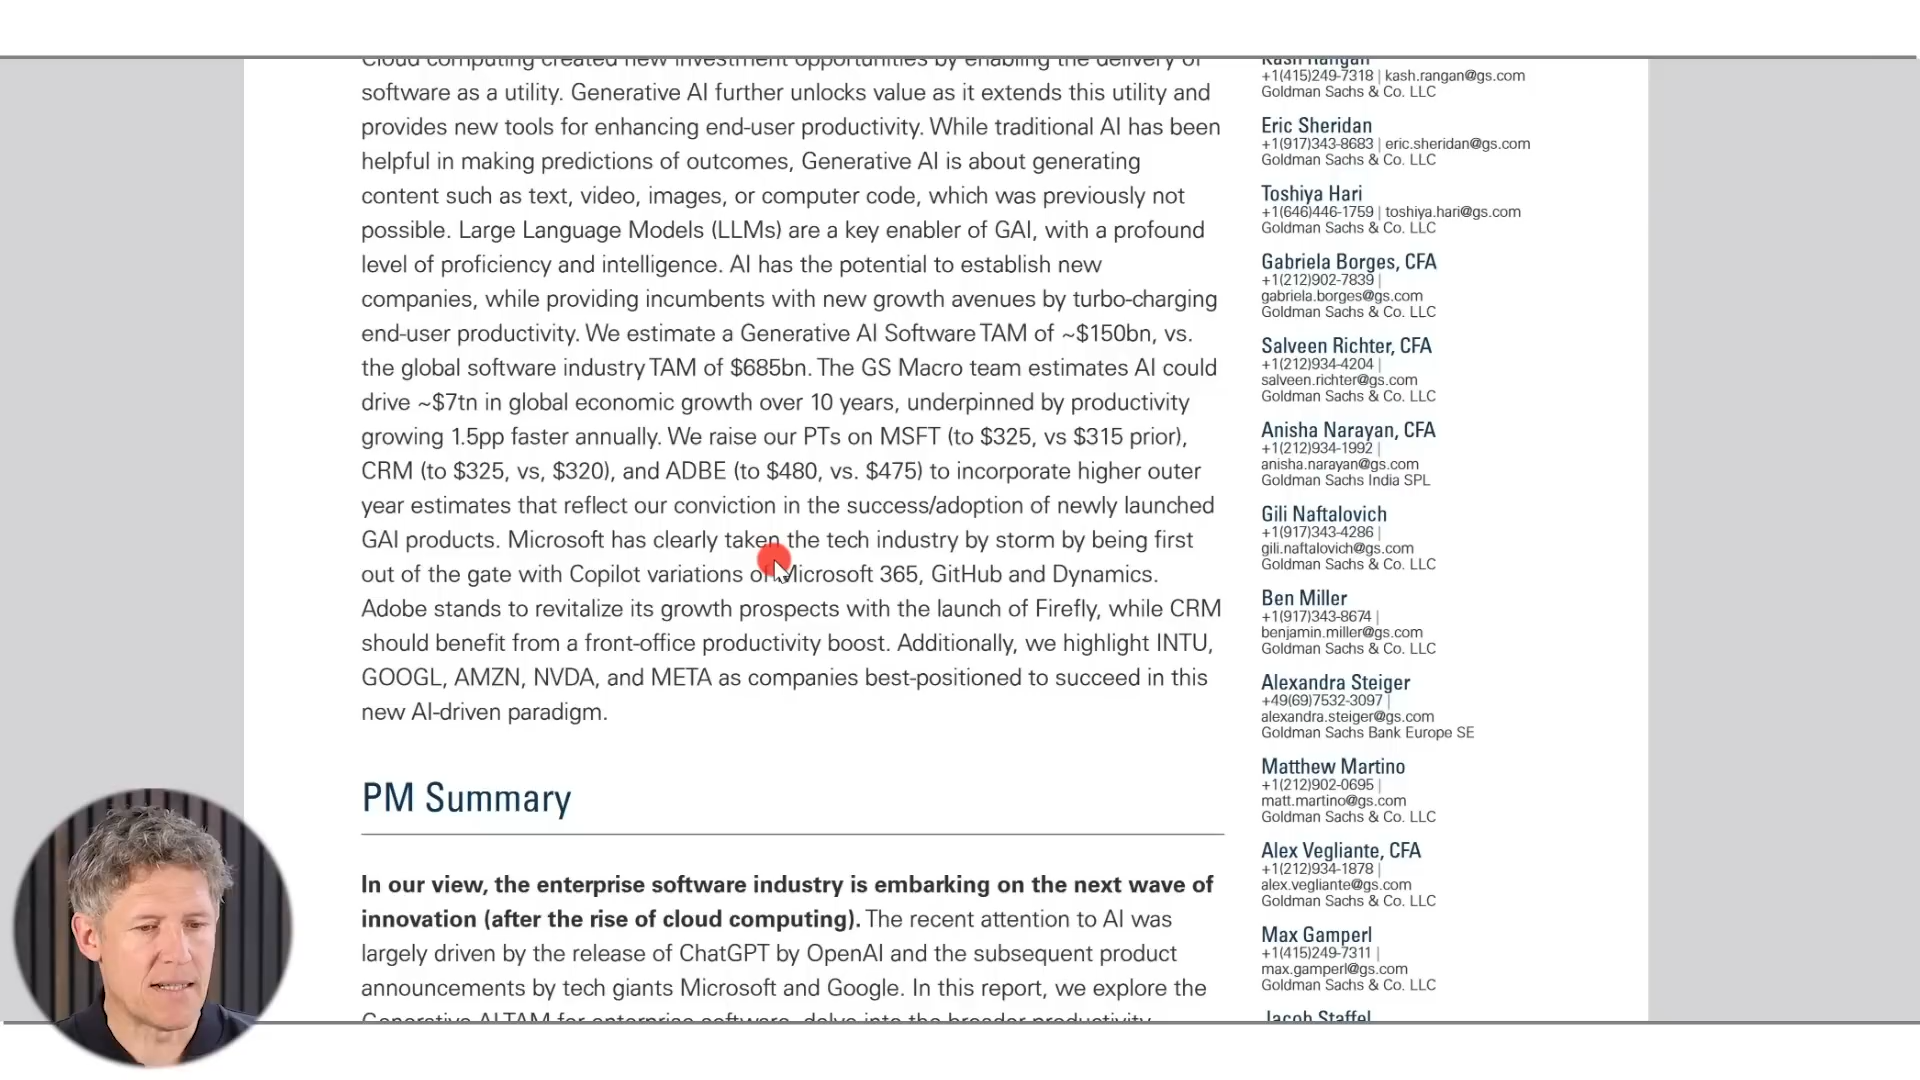 Cloud computing created new investment opportunities by enabling the delivery of
software as a utility. Generative AI further unlocks value as it extends this utility and
provides new tools for enhancing end-user productivity. While traditional AI has been
helpful in making predictions of outcomes, Generative AI is about generating
content such as text, video, images, or computer code, which was previously not
possible. Large Language Models (LLMs) are a key enabler of GAI, with a profound
level of proficiency and intelligence. AI has the potential to establish new
companies, while providing incumbents with new growth avenues by turbo-charging
end-user productivity. We estimate a Generative AI Software TAM of ~$150bn, vs.
the global software industry TAM of $685bn. The GS Macro team estimates AI could
drive ~$7tn in global economic growth over 10 years, underpinned by productivity
growing 1.5pp faster annually. We raise our PTs on MSFT (to $325, vs $315 prior),
CRM (to $325, vs, $320), and ADBE (to $480, vs. $475) to incorporate higher outer
year estimates that reflect our conviction in the success/adoption of newly launched
GAI products. Microsoft has clearly taken the tech industry by storm by being first
out of the gate with Copilot variations of Microsoft 365, GitHub and Dynamics.
Adobe stands to revitalize its growth prospects with the launch of Firefly, while CRM
should benefit from a front-office productivity boost. Additionally, we highlight INTU,
GOOGL, AMZN, NVDA, and META as companies best-positioned to succeed in this
new AI-driven paradigm.
PM Summary
In our view, the enterprise software industry is embarking on the next wave of
innovation (after the rise of cloud computing). The recent attention to AI was
largely driven by the release of ChatGPT by OpenAI and the subsequent product
announcements by tech giants Microsoft and Google. In this report, we explore the
Generative AI TAM for enterprise software, delve into the broader productivity
Kash Rangan
+1(415)249-7318 | kash.rangan@gs.com
Goldman Sachs & Co. LLC
Eric Sheridan
+1(917)343-8683 | eric.sheridan@gs.com
Goldman Sachs & Co. LLC
Toshiya Hari
+1(646)446-1759 | toshiya.hari@gs.com
Goldman Sachs & Co. LLC
Gabriela Borges, CFA
+1(212)902-7839 |
gabriela.borges@gs.com
Goldman Sachs & Co. LLC
Salveen Richter, CFA
+1(212)934-4204 |
salveen.richter@gs.com
Goldman Sachs & Co. LLC
Anisha Narayan, CFA
+1(212)934-1992 |
anisha.narayan@gs.com
Goldman Sachs India SPL
Gili Naftalovich
+1(917)343-4286 |
gili.naftalovich@gs.com
Goldman Sachs & Co. LLC
Ben Miller
+1(917)343-8674 |
benjamin.miller@gs.com
Goldman Sachs & Co. LLC
Alexandra Steiger
+49(69)7532-3097 |
alexandra.steiger@gs.com
Goldman Sachs Bank Europe SE
Matthew Martino
+1(212)902-0695 |
matt.martino@gs.com
Goldman Sachs & Co. LLC
Alex Vegliante, CFA
+1(212)934-1878 |
alex.vegliante@gs.com
Goldman Sachs & Co. LLC
Max Gamperl
+1(415)249-7311 |
max.gamperl@gs.com
Goldman Sachs & Co. LLC
Jacob Staffel